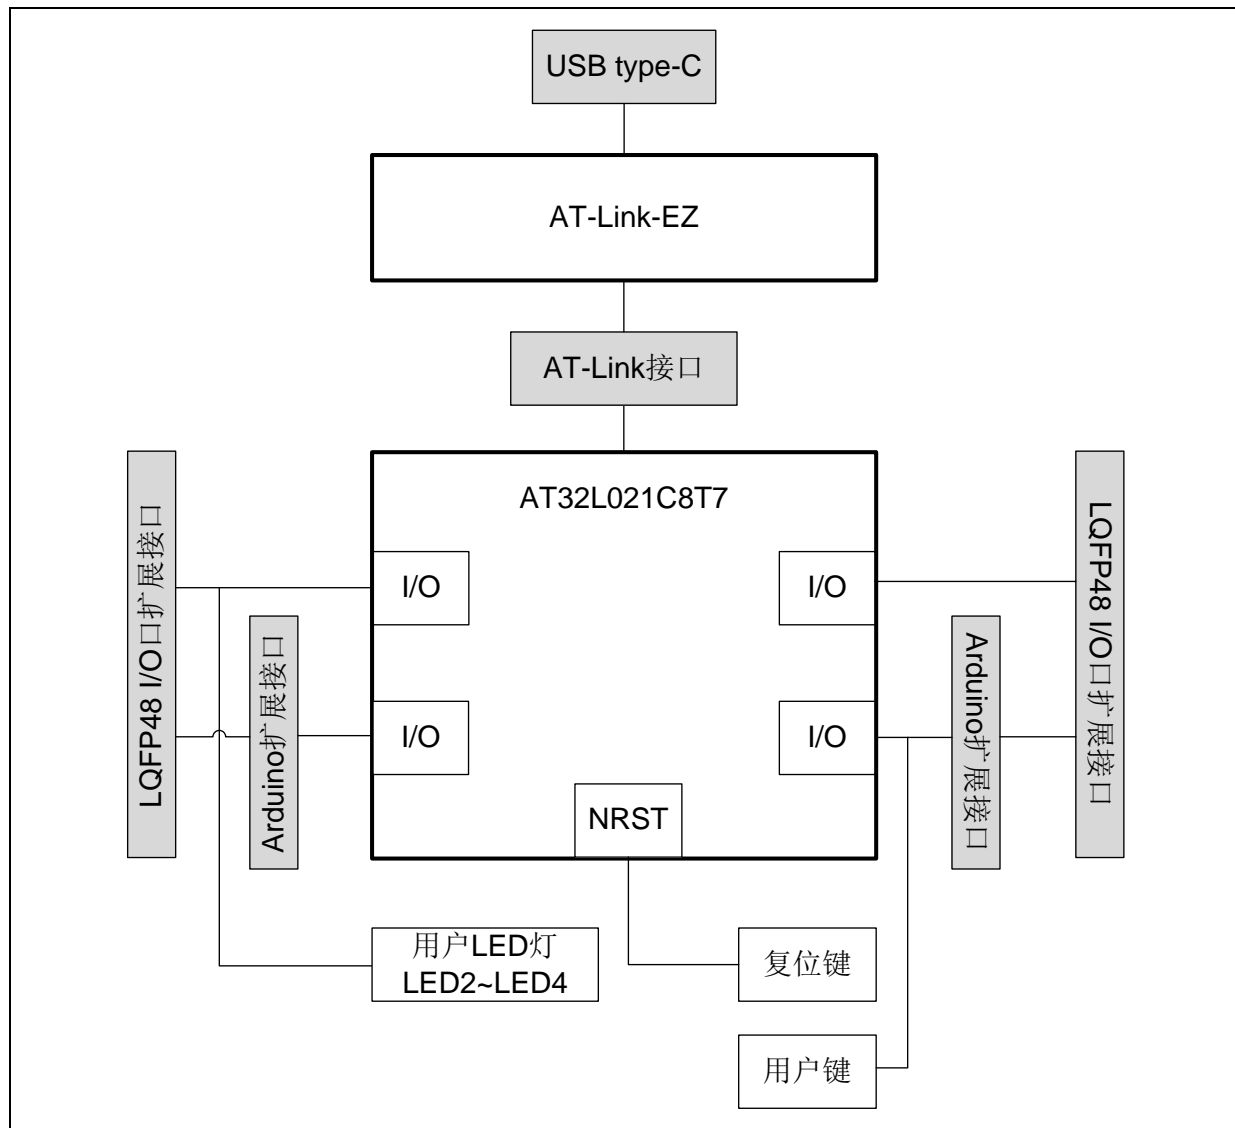 USB type-C
AT-Link-EZ
AT-Link接口
AT32L021C8T7
LQFP48 I/O口扩展接口
I/O
I/O
LQFP48 I/O口扩展接口
Arduino扩展接口
I/O
I/O
Arduino扩展接口
NRST
用户LED灯
LED2~LED4
复位键
用户键